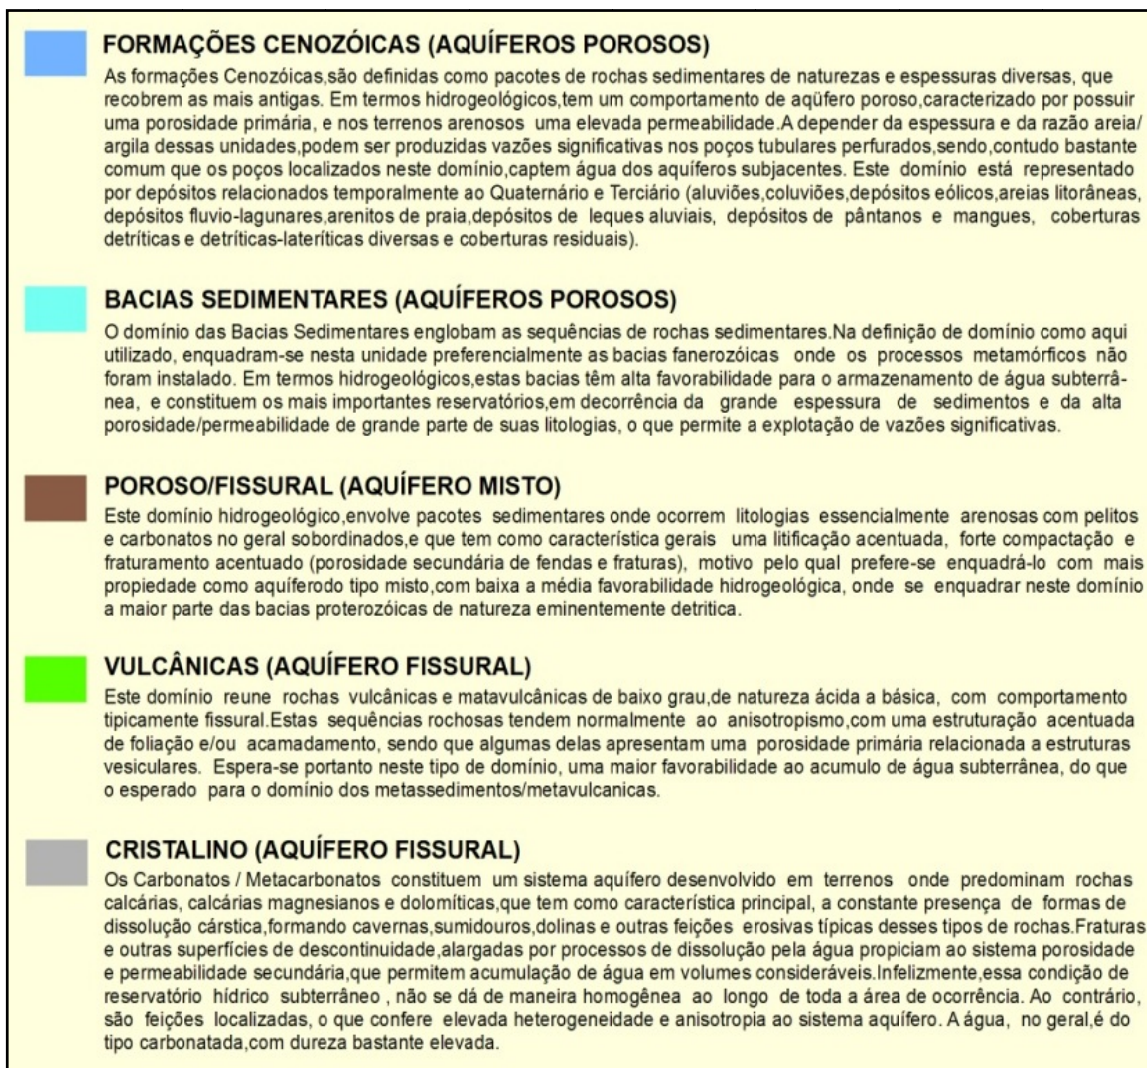 FORMAÇÕES CENOZÓICAS (AQUÍFEROS POROSOS)
As formações Cenozóicas,são definidas como pacotes de rochas sedimentares de naturezas e espessuras diversas, que
recobrem as mais antigas. Em termos hidrogeológicos,tem um comportamento de aqüfero poroso,caracterizado por possuir
uma porosidade primária, e nos terrenos arenosos uma elevada permeabilidade.A depender da espessura e da razão areia/
argila dessas unidades,podem ser produzidas vazões significativas nos poços tubulares perfurados,sendo,contudo bastante
comum que os poços localizados neste domínio,captem água dos aquíferos subjacentes. Este domínio está representado
por depósitos relacionados temporalmente ao Quaternário e Terciário (aluviões,coluviões,depósitos eólicos,areias litorâneas,
depósitos fluvio-lagunares,arenitos de praia,depósitos de leques aluviais, depósitos de pântanos e mangues, coberturas
detríticas e detríticas-lateríticas diversas e coberturas residuais).
BACIAS SEDIMENTARES (AQUÍFEROS POROSOS)
O domínio das Bacias Sedimentares englobam as sequências de rochas sedimentares.Na definição de domínio como aqui
utilizado, enquadram-se nesta unidade preferencialmente as bacias fanerozóicas onde os processos metamórficos não
foram instalado. Em termos hidrogeológicos,estas bacias têm alta favorabilidade para o armazenamento de água subterrâ-
nea, e constituem os mais importantes reservatórios,em decorrência da grande espessura de sedimentos e da alta
porosidade/permeabilidade de grande parte de suas litologias, o que permite a explotação de vazões significativas.
POROSO/FISSURAL (AQUÍFERO MISTO)
Este domínio hidrogeológico,envolve pacotes sedimentares onde ocorrem litologias essencialmente arenosas com pelitos
e carbonatos no geral sobordinados,e que tem como característica gerais uma litificação acentuada, forte compactação e
fraturamento acentuado (porosidade secundária de fendas e fraturas), motivo pelo qual prefere-se enquadrá-lo com mais
propiedade como aquíferodo tipo misto,com baixa a média favorabilidade hidrogeológica, onde se enquadrar neste domínio
a maior parte das bacias proterozóicas de natureza eminentemente detritica.
VULCÂNICAS (AQUÍFERO FISSURAL)
Este domínio reune rochas vulcânicas e matavulcânicas de baixo grau,de natureza ácida a básica, com comportamento
tipicamente fissural.Estas sequências rochosas tendem normalmente ao anisotropismo,com uma estruturação acentuada
de foliação e/ou acamadamento, sendo que algumas delas apresentam uma porosidade primária relacionada a estruturas
vesiculares. Espera-se portanto neste tipo de domínio, uma maior favorabilidade ao acumulo de água subterrânea, do que
o esperado para o domínio dos metassedimentos/metavulcanicas.
CRISTALINO (AQUÍFERO FISSURAL)
Os Carbonatos / Metacarbonatos constituem um sistema aquífero desenvolvido em terrenos onde predominam rochas
calcárias, calcárias magnesianos e dolomíticas,que tem como característica principal, a constante presença de formas de
dissolução cárstica,formando cavernas,sumidouros,dolinas e outras feições erosivas típicas desses tipos de rochas.Fraturas
e outras superfícies de descontinuidade,alargadas por processos de dissolução pela água propiciam ao sistema porosidade
e permeabilidade secundária,que permitem acumulação de água em volumes consideráveis.Infelizmente,essa condição de
reservatório hídrico subterrâneo , não se dá de maneira homogênea ao longo de toda a área de ocorrência. Ao contrário,
são feições localizadas, o que confere elevada heterogeneidade e anisotropia ao sistema aquífero. A água, no geral,é do
tipo carbonatada,com dureza bastante elevada.